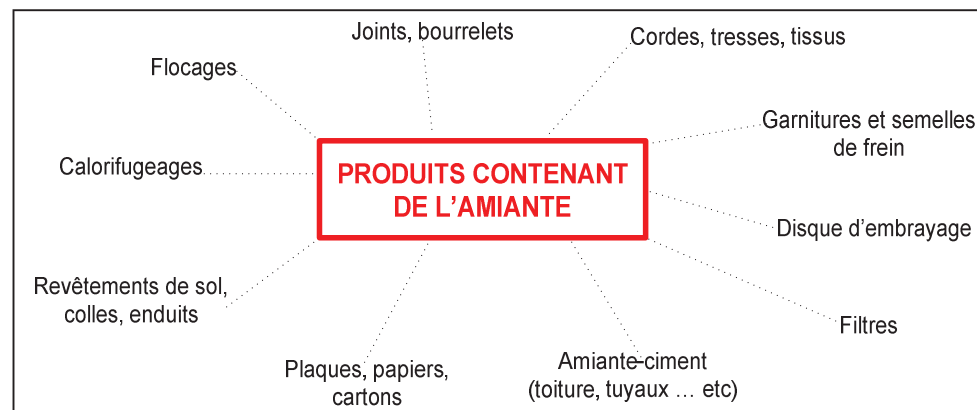 Joints, bourrelets
Cordes, tresses, tissus
Flocages
Garnitures et semelles
de frein
Calorifugeages
PRODUITS CONTENANT
DE L’AMIANTE
Disque d’embrayage
Revêtements de sol,
colles, enduits
Filtres
Plaques, papiers,
cartons
Amiante-ciment
(toiture, tuyaux … etc)